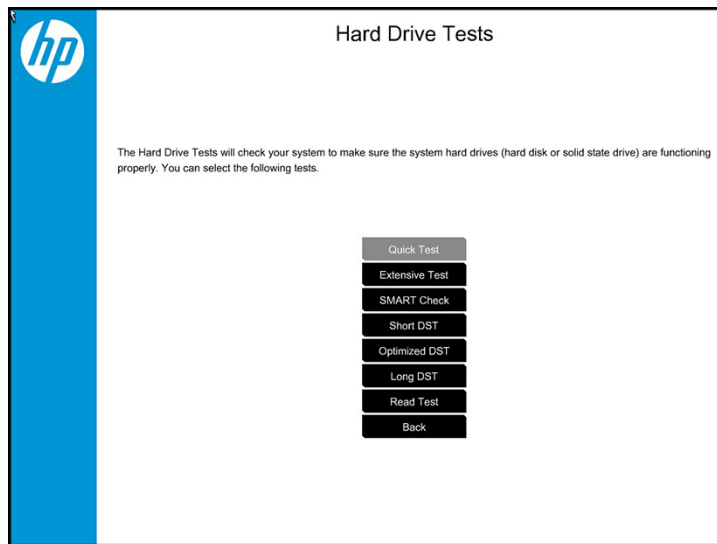 hp
Hard Drive Tests
The Hard Drive Tests will check your system to make sure the system hard drives (hard disk or solid state drive) are functioning
properly. You can select the following tests.
Quick Test
Extensive Test
SMART Check
Short DST
Optimized DST
Long DST
Read Test
Back